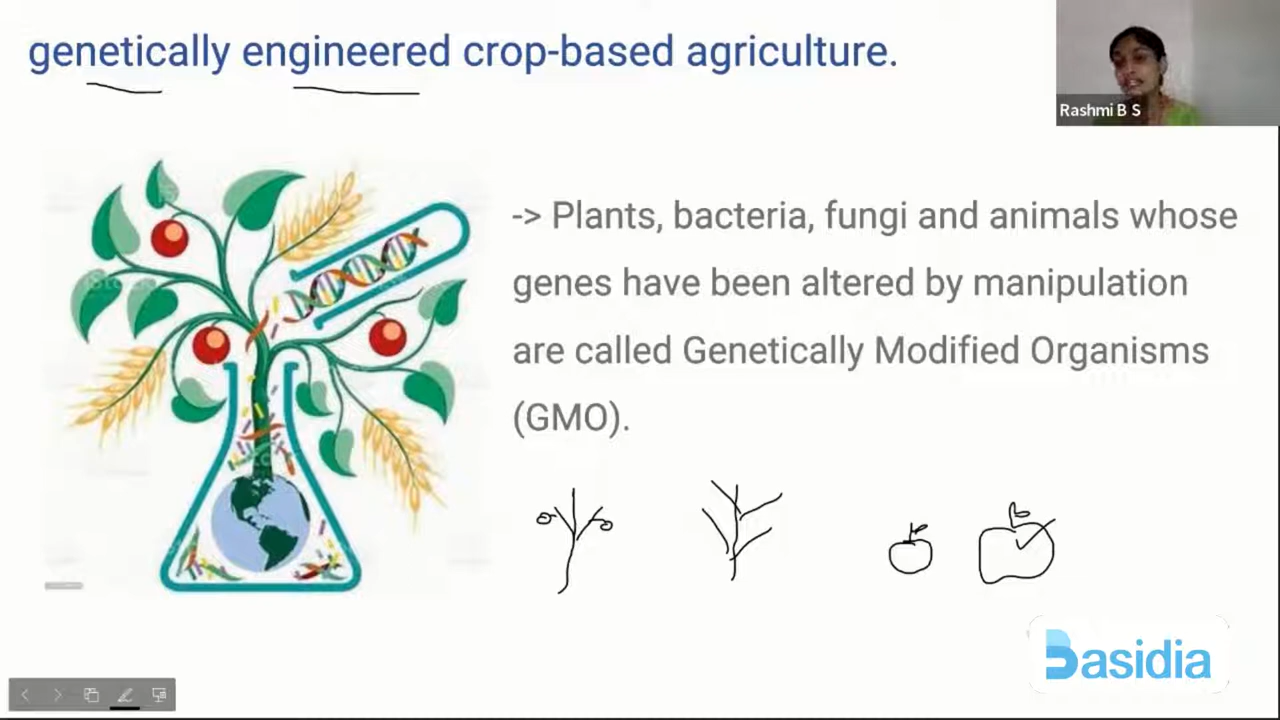 genetically engineered crop-based agriculture.
Rashmi B S
-> Plants, bacteria, fungi and animals whose
genes have been altered by manipulation
are called Genetically Modified Organisms
(GMO).
Basidia